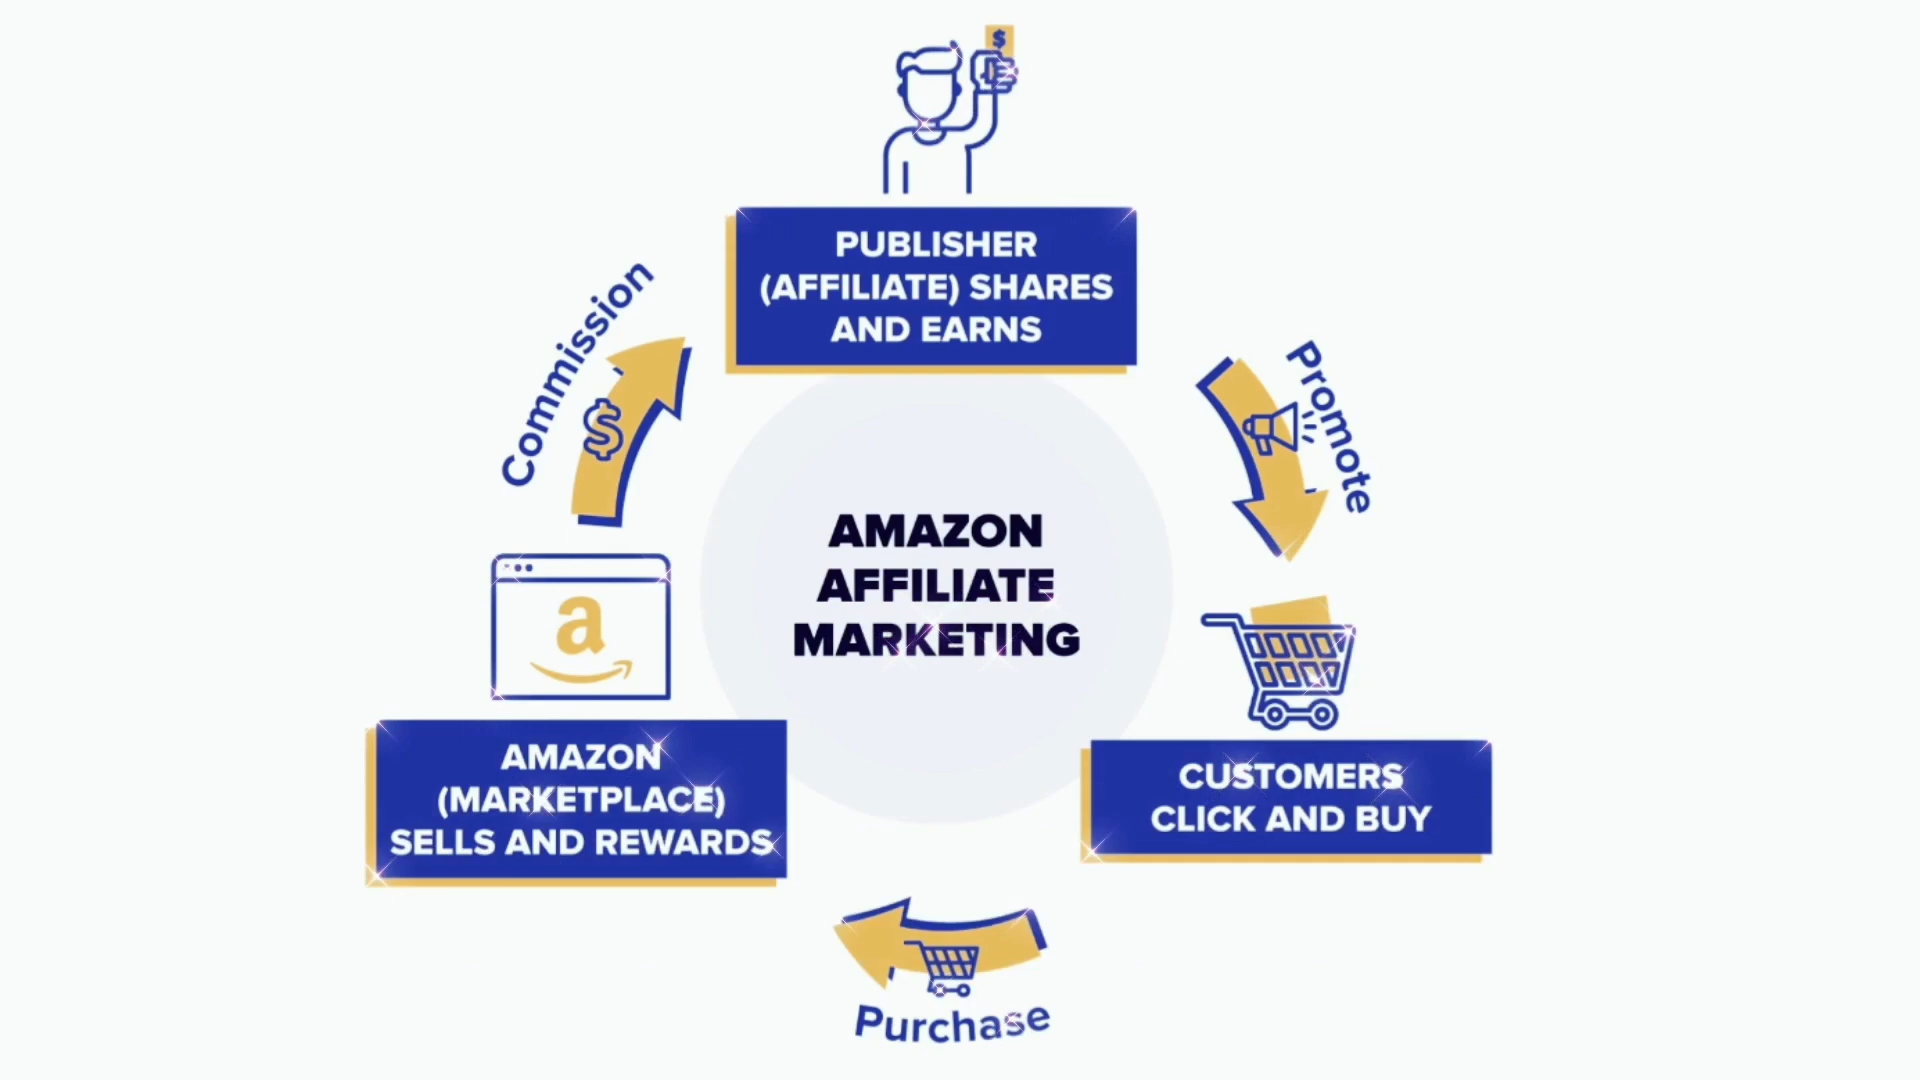 $
PUBLISHER
(AFFILIATE) SHARES
AND EARNS
Commission
$
Promote
AMAZON
AFFILIATE
MARKETING
a
AMAZON
(MARKETPLACE)
SELLS AND REWARDS
CUSTOMERS
CLICK AND BUY
Purchase